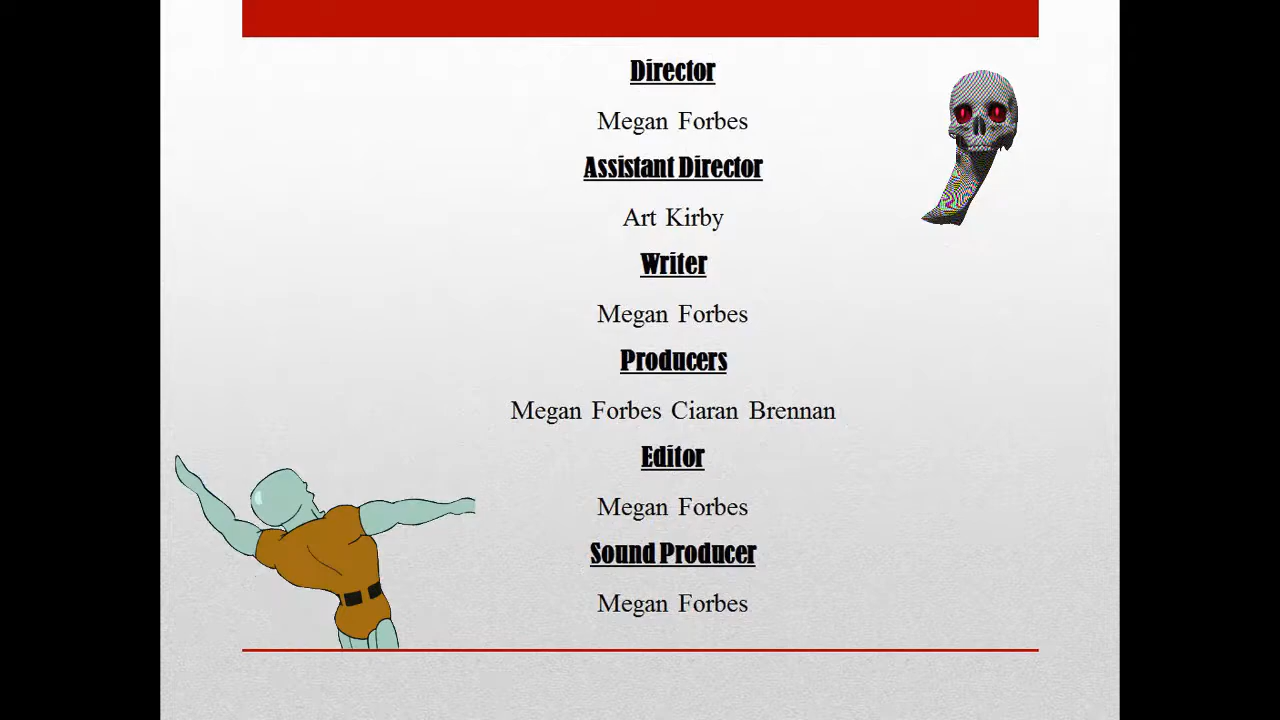 Director
Megan Forbes
Assistant Director
Art Kirby
Writer
Megan Forbes
Producers
Megan Forbes Ciaran Brennan
Editor
Megan Forbes
Sound Producer
Megan Forbes